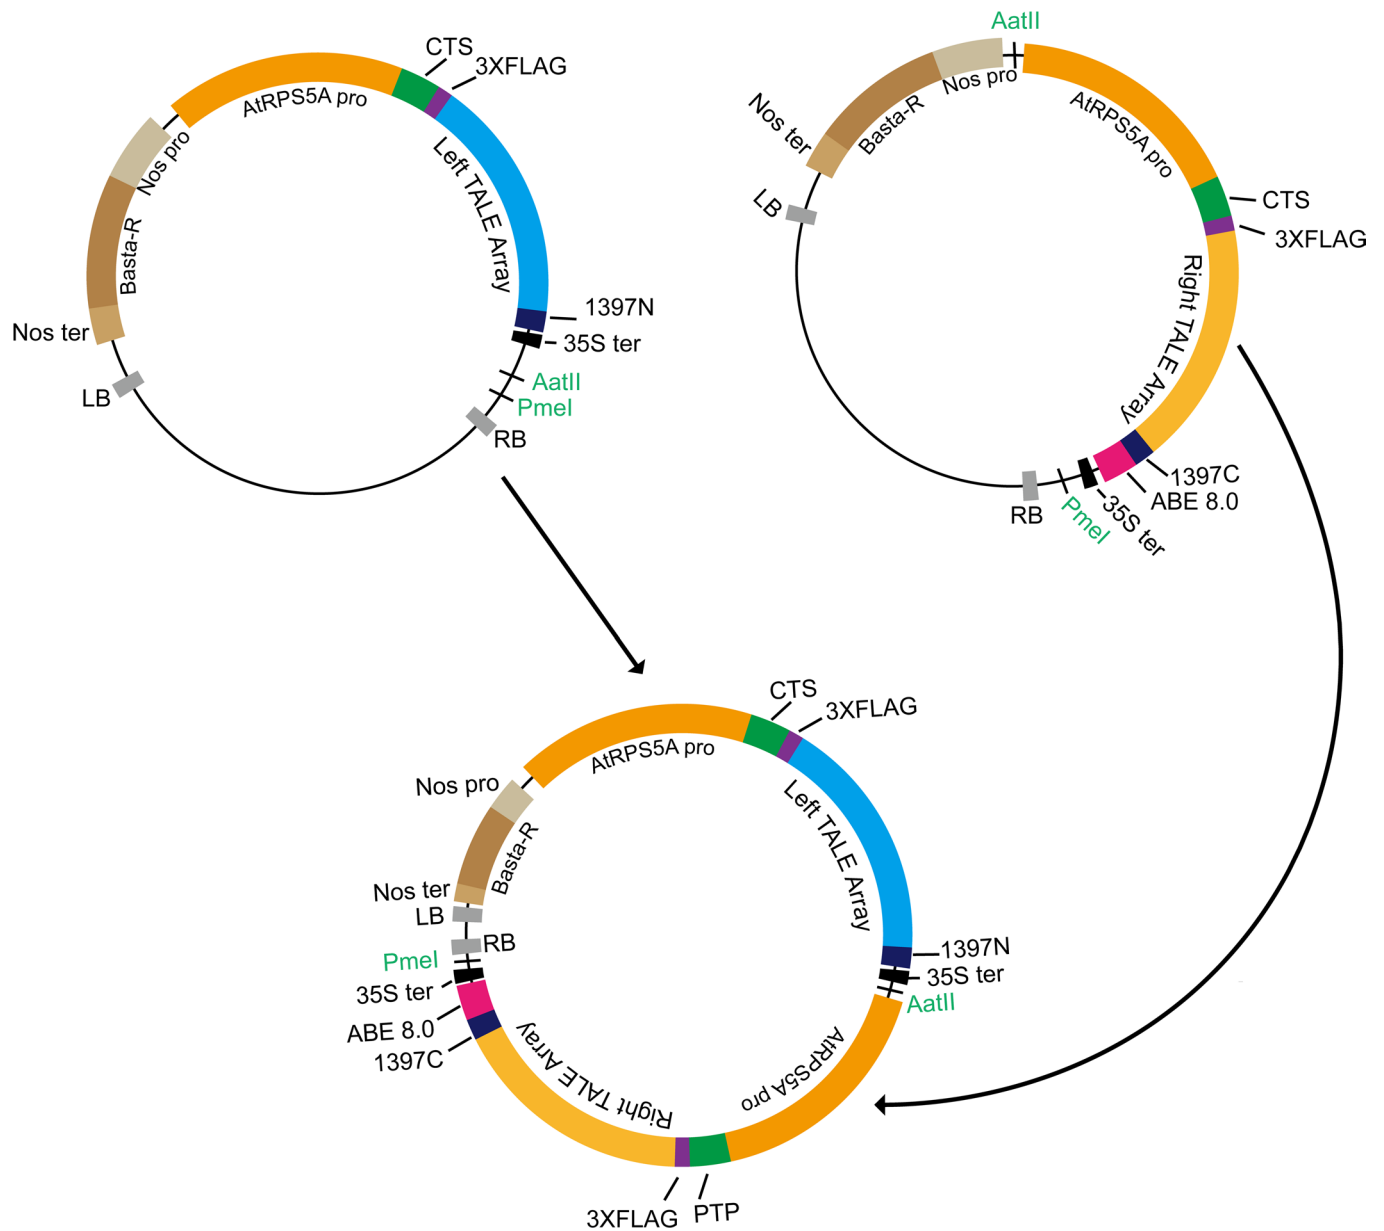 CTS
3XFLAG
AtRPS5A pro
Left TALE Array
Nos pro
Basta-R
Nos ter
LB
1397N
35S ter
AatII
PmeI
RB
AatII
Nos pro
Basta-R
Nos ter
LB
AtRPS5A pro
CTS
3XFLAG
Right TALE Array
1397C
ABE 8.0
35S ter
PmeI
RB
CTS
3XFLAG
AtRPS5A pro
Left TALE Array
Nos pro
Basta-R
Nos ter
LB
RB
PmeI
35S ter
ABE 8.0
1397C
1397N
35S ter
AatII
AtRPS5A pro
Right TALE Array
3XFLAG
PTP